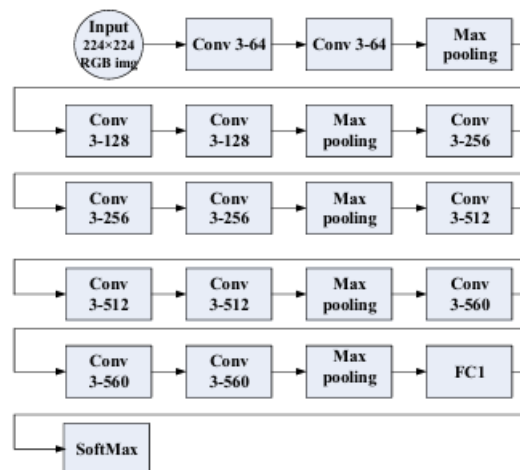 Input
224×224
RGB img
Conv 3-64
Conv 3-64
Max
pooling
Conv
3-128
Conv
3-128
Max
pooling
Conv
3-256
Conv
3-256
Conv
3-256
Max
pooling
Conv
3-512
Conv
3-512
Conv
3-512
Max
pooling
Conv
3-560
Conv
3-560
Conv
3-560
Max
pooling
FC1
SoftMax